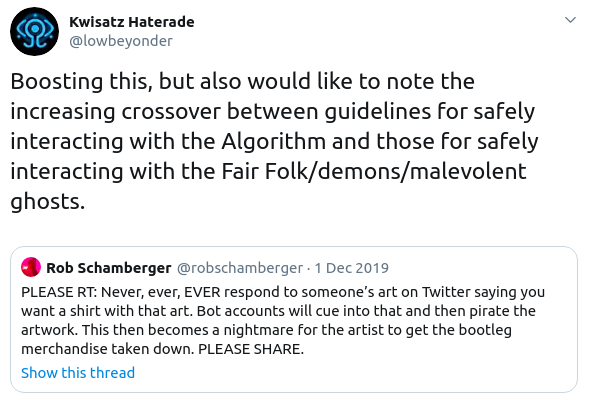 Kwisatz Haterade
@lowbeyonder
Boosting this, but also would like to note the
increasing crossover between guidelines for safely
interacting with the Algorithm and those for safely
interacting with the Fair Folk/demons/malevolent
ghosts.
Rob Schamberger @robschamberger · 1 Dec 2019
PLEASE RT: Never, ever, EVER respond to someone’s art on Twitter saying you
want a shirt with that art. Bot accounts will cue into that and then pirate the
artwork. This then becomes a nightmare for the artist to get the bootleg
merchandise taken down. PLEASE SHARE.
Show this thread